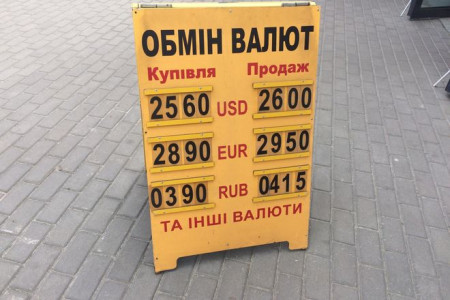 ОБМІН ВАЛЮТ
Купівля Продаж
2560 USD 2600
2890 EUR 2950
0390 RUB 0415
ТА ІНШІ ВАЛЮТИ